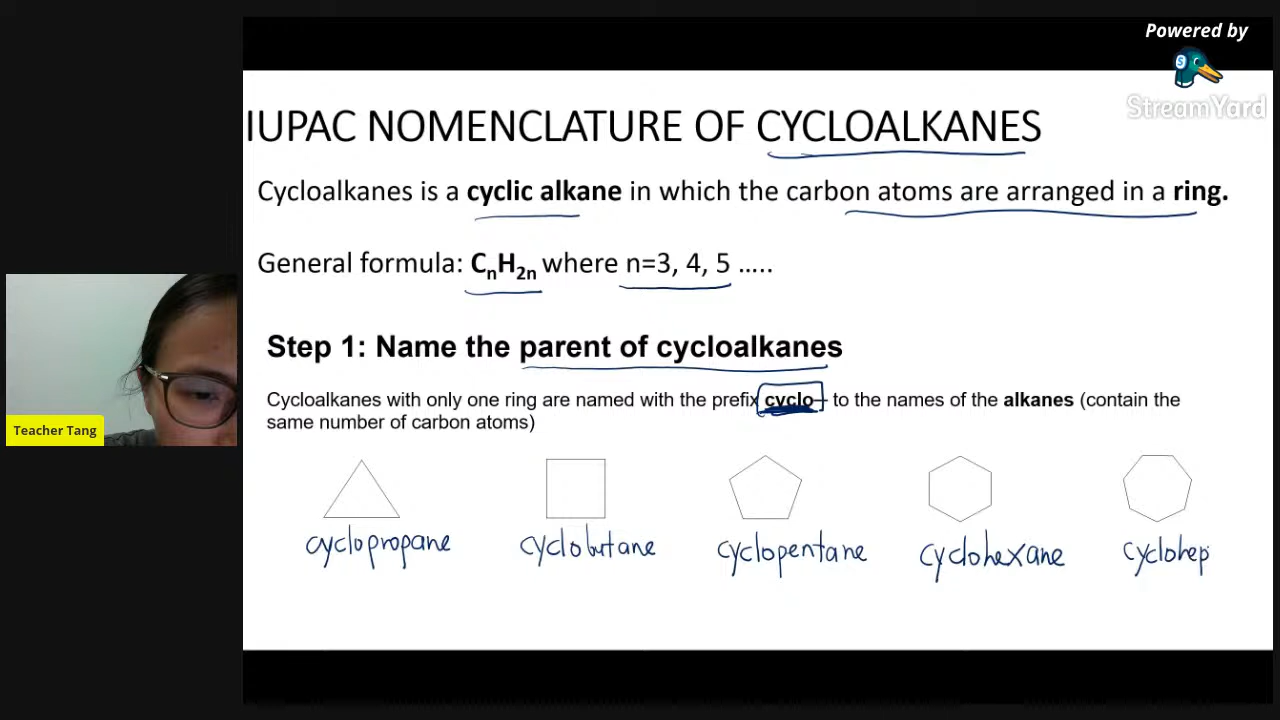 Powered by
StreamYard
IUPAC NOMENCLATURE OF CYCLOALKANES
Cycloalkanes is a cyclic alkane in which the carbon atoms are arranged in a ring.
General formula: CnH2n where n=3, 4, 5 .....
Step 1: Name the parent of cycloalkanes
Cycloalkanes with only one ring are named with the prefix cyclo- to the names of the alkanes (contain the
same number of carbon atoms)
cyclopropane cyclobutane cyclopentane cyclohexane cyclohep
Teacher Tang